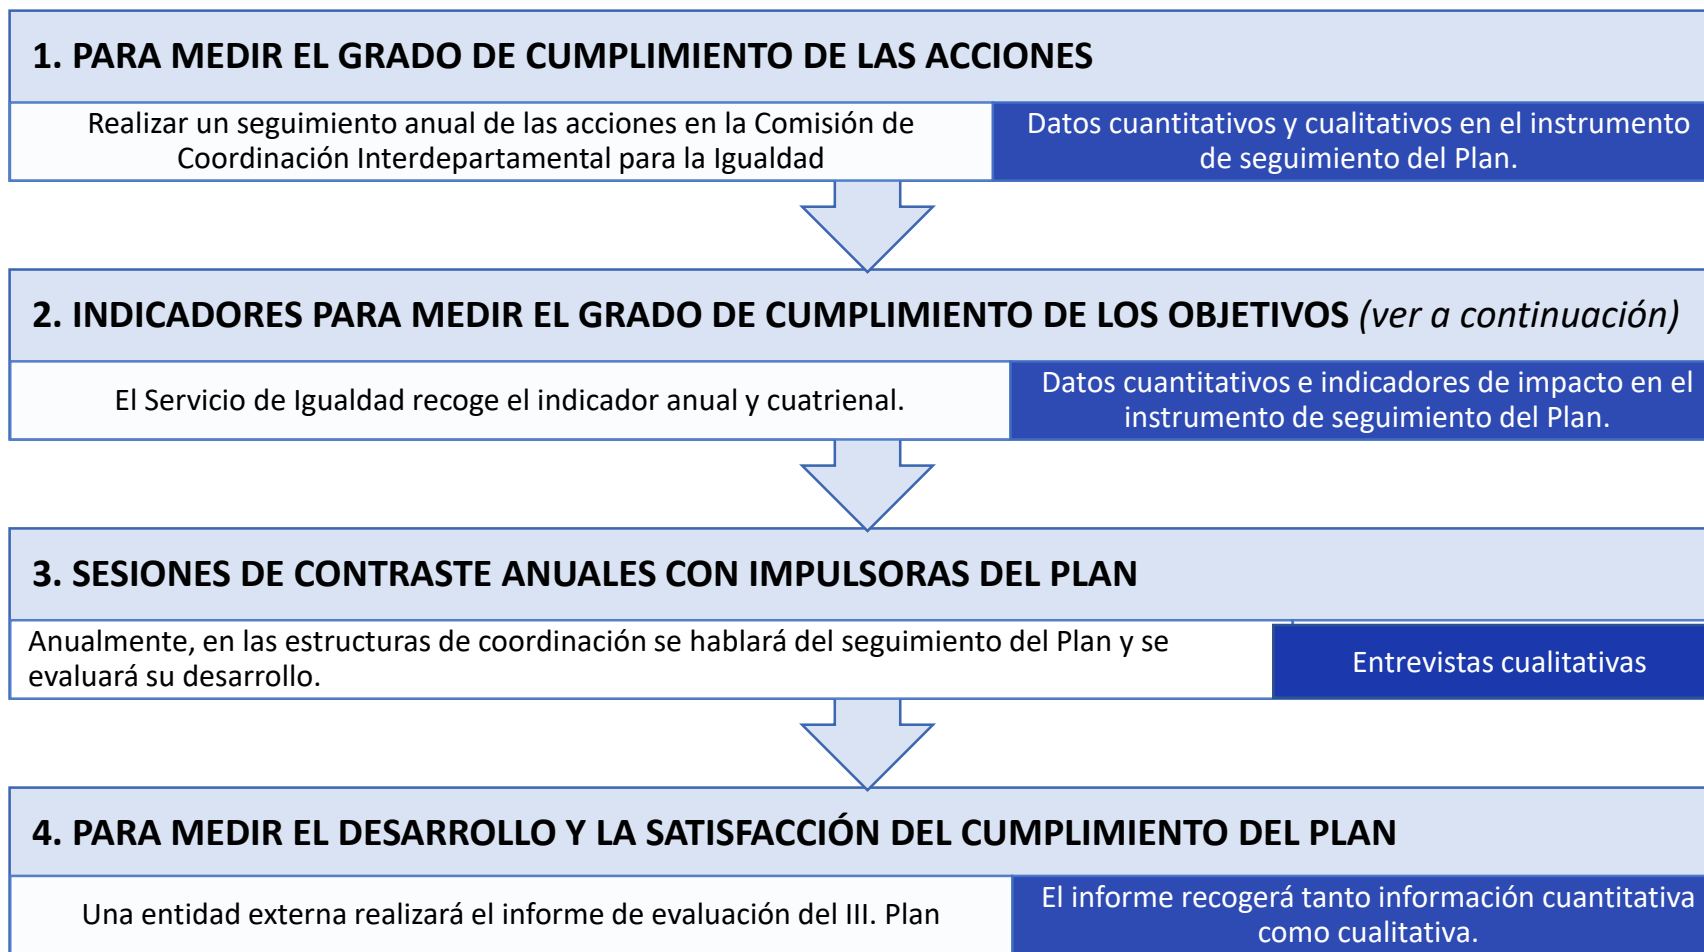 1. PARA MEDIR EL GRADO DE CUMPLIMIENTO DE LAS ACCIONES
Realizar un seguimiento anual de las acciones en la Comisión de
Coordinación Interdepartamental para la Igualdad
Datos cuantitativos y cualitativos en el instrumento
de seguimiento del Plan.
2. INDICADORES PARA MEDIR EL GRADO DE CUMPLIMIENTO DE LOS OBJETIVOS (ver a continuación)
El Servicio de Igualdad recoge el indicador anual y cuatrienal.
Datos cuantitativos e indicadores de impacto en el
instrumento de seguimiento del Plan.
3. SESIONES DE CONTRASTE ANUALES CON IMPULSORAS DEL PLAN
Anualmente, en las estructuras de coordinación se hablará del seguimiento del Plan y se
evaluará su desarrollo.
Entrevistas cualitativas
4. PARA MEDIR EL DESARROLLO Y LA SATISFACCIÓN DEL CUMPLIMIENTO DEL PLAN
Una entidad externa realizará el informe de evaluación del III. Plan
El informe recogerá tanto información cuantitativa
como cualitativa.